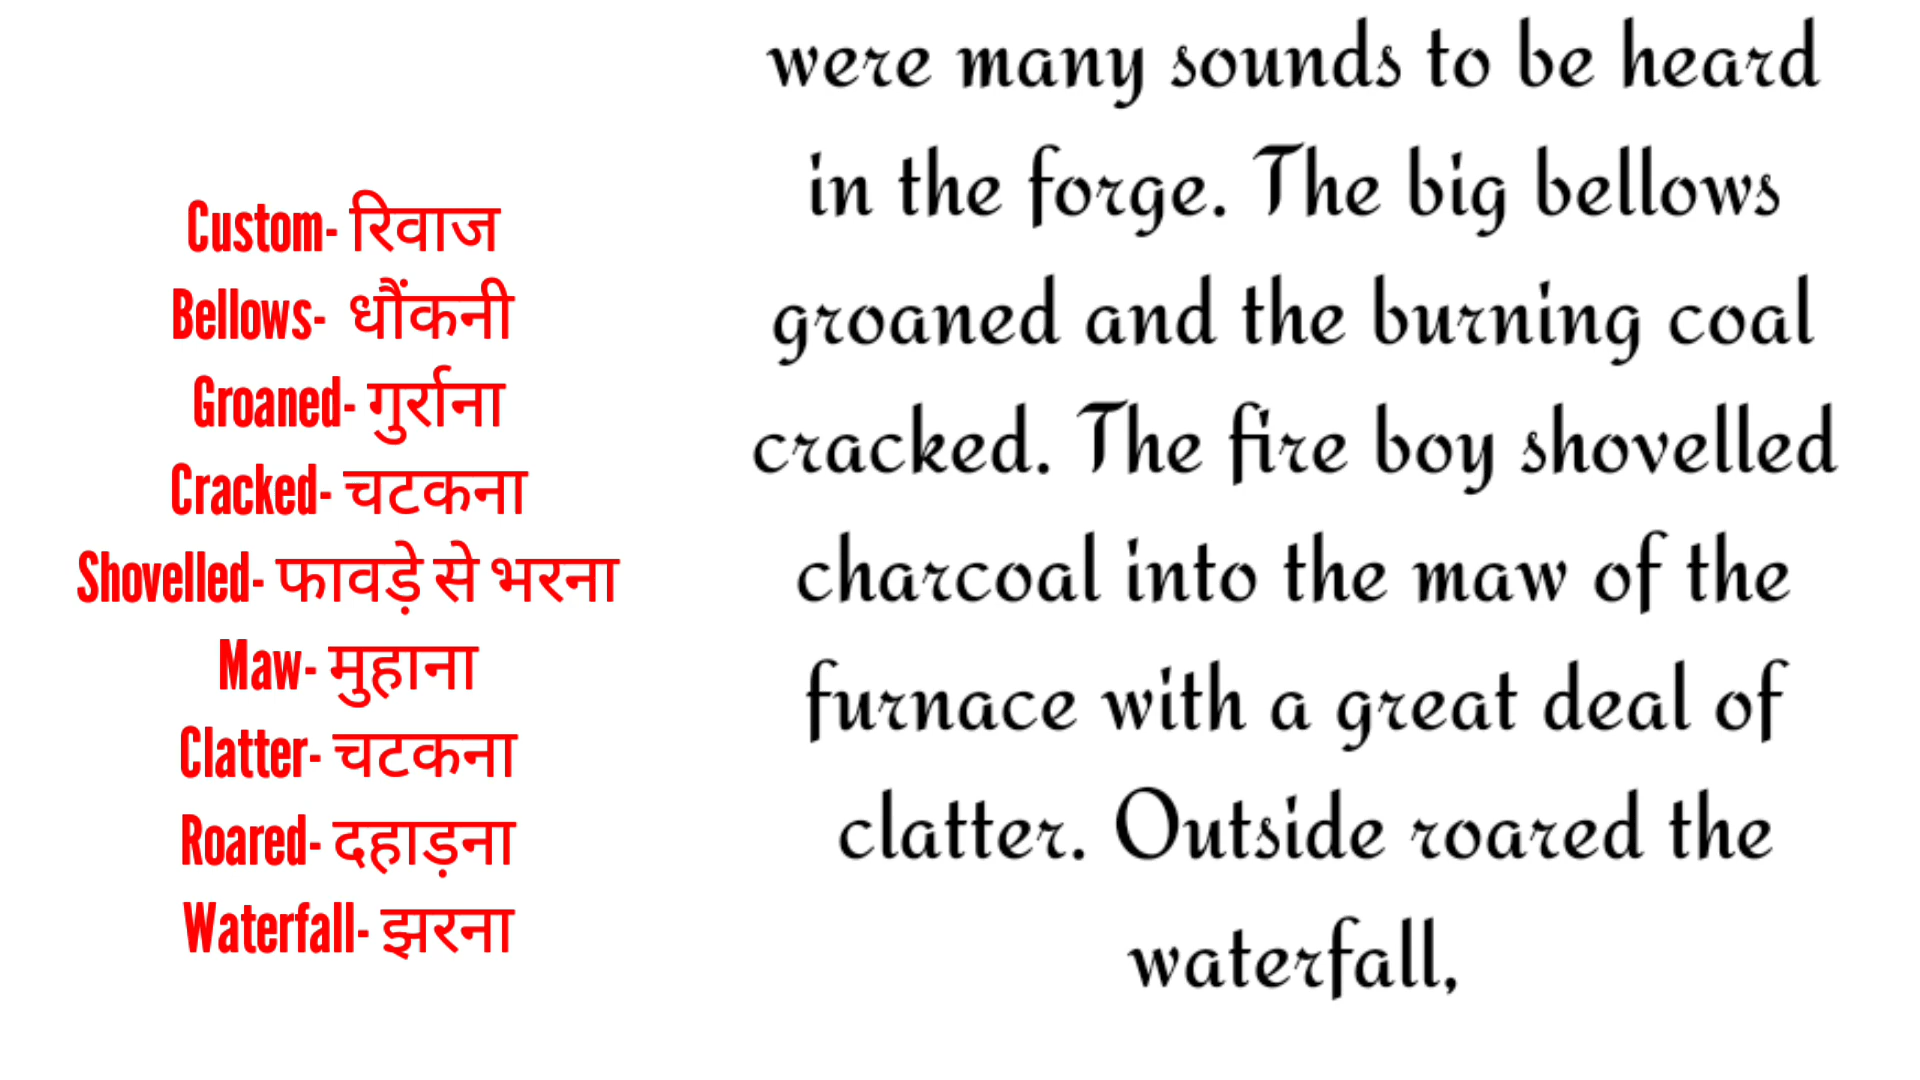 Custom- रिवाज
Bellows- धौंकनी
Groaned- गुर्राना
Cracked- चटकना
Shovelled- फावड़े से भरना
Maw- मुहाना
Clatter- चटकना
Roared- दहाड़ना
Waterfall- झरना
were many sounds to be heard
in the forge. The big bellows
groaned and the burning coal
cracked. The fire boy shovelled
charcoal into the maw of the
furnace with a great deal of
clatter. Outside roared the
waterfall,